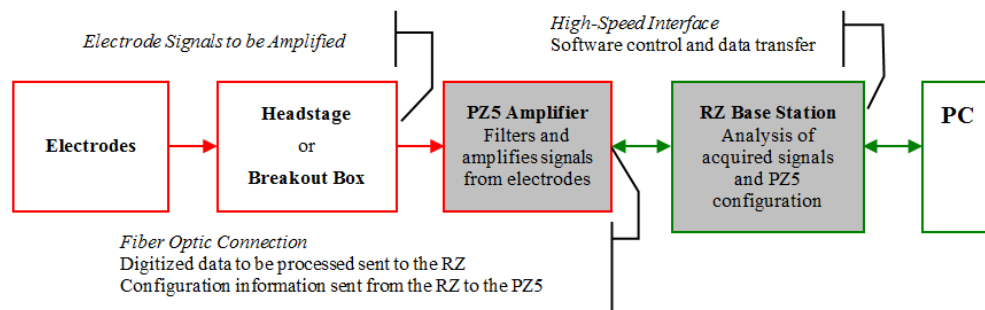 Electrode Signals to be Amplified
High-Speed Interface
Software control and data transfer
Electrodes
Headstage
or
Breakout Box
PZ5 Amplifier
Filters and
amplifies signals
from electrodes
RZ Base Station
Analysis of
acquired signals
and PZ5
configuration
PC
Fiber Optic Connection
Digitized data to be processed sent to the RZ
Configuration information sent from the RZ to the PZ5